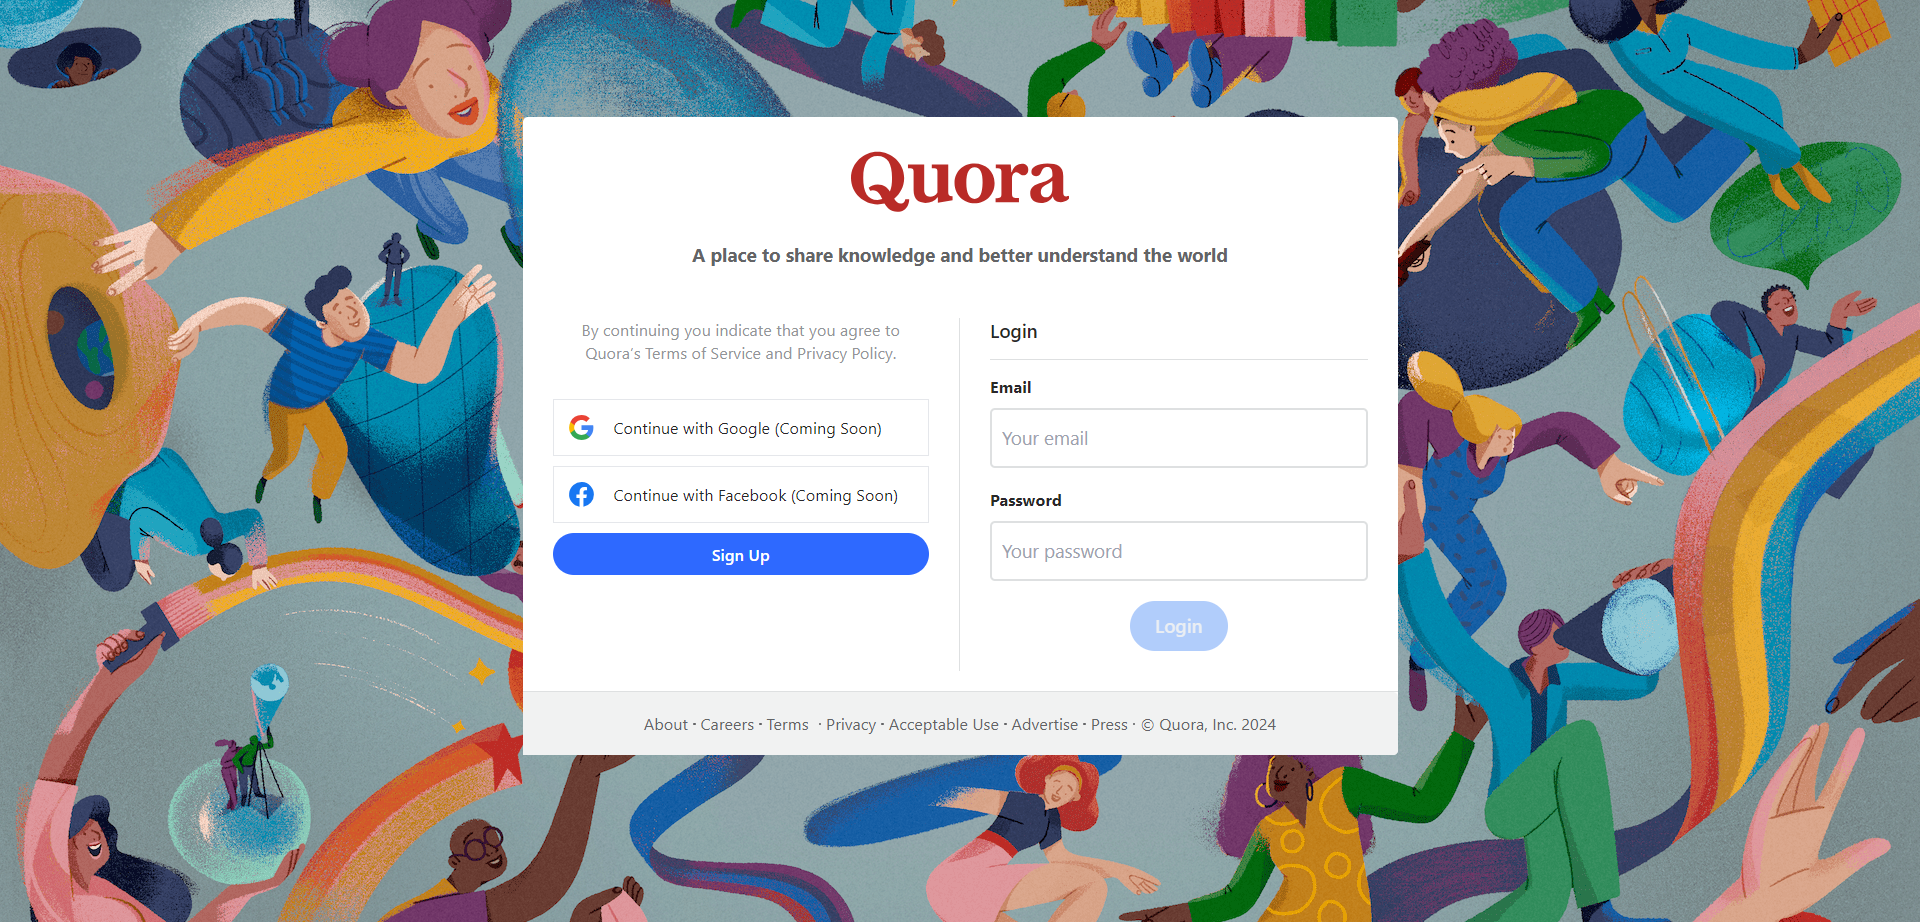 Quora
A place to share knowledge and better understand the world
By continuing you indicate that you agree to
Quora’s Terms of Service and Privacy Policy.
Continue with Google (Coming Soon)
Continue with Facebook (Coming Soon)
Sign Up
Login
Email
Your email
Password
Your password
Login
About · Careers · Terms · Privacy · Acceptable Use · Advertise · Press · © Quora, Inc. 2024